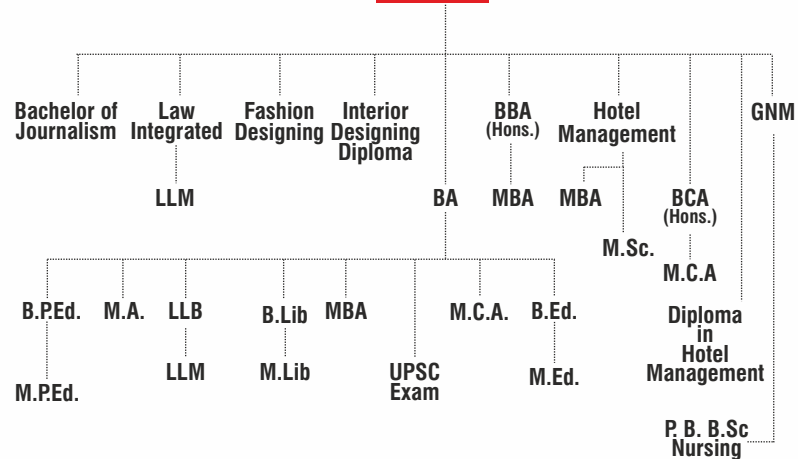 Bachelor of
Journalism
Law
Integrated
Fashion
Designing
Interior
Designing
Diploma
BBA
(Hons.)
Hotel
Management
GNM
LLM
BA
MBA
MBA
BCA
(Hons.)
M.Sc.
M.C.A
B.P.Ed.
M.A.
LLB
B.Lib
MBA
M.C.A.
B.Ed.
Diploma
in
Hotel
Management
M.P.Ed.
LLM
M.Lib
UPSC
Exam
M.Ed.
P. B. B.Sc
Nursing